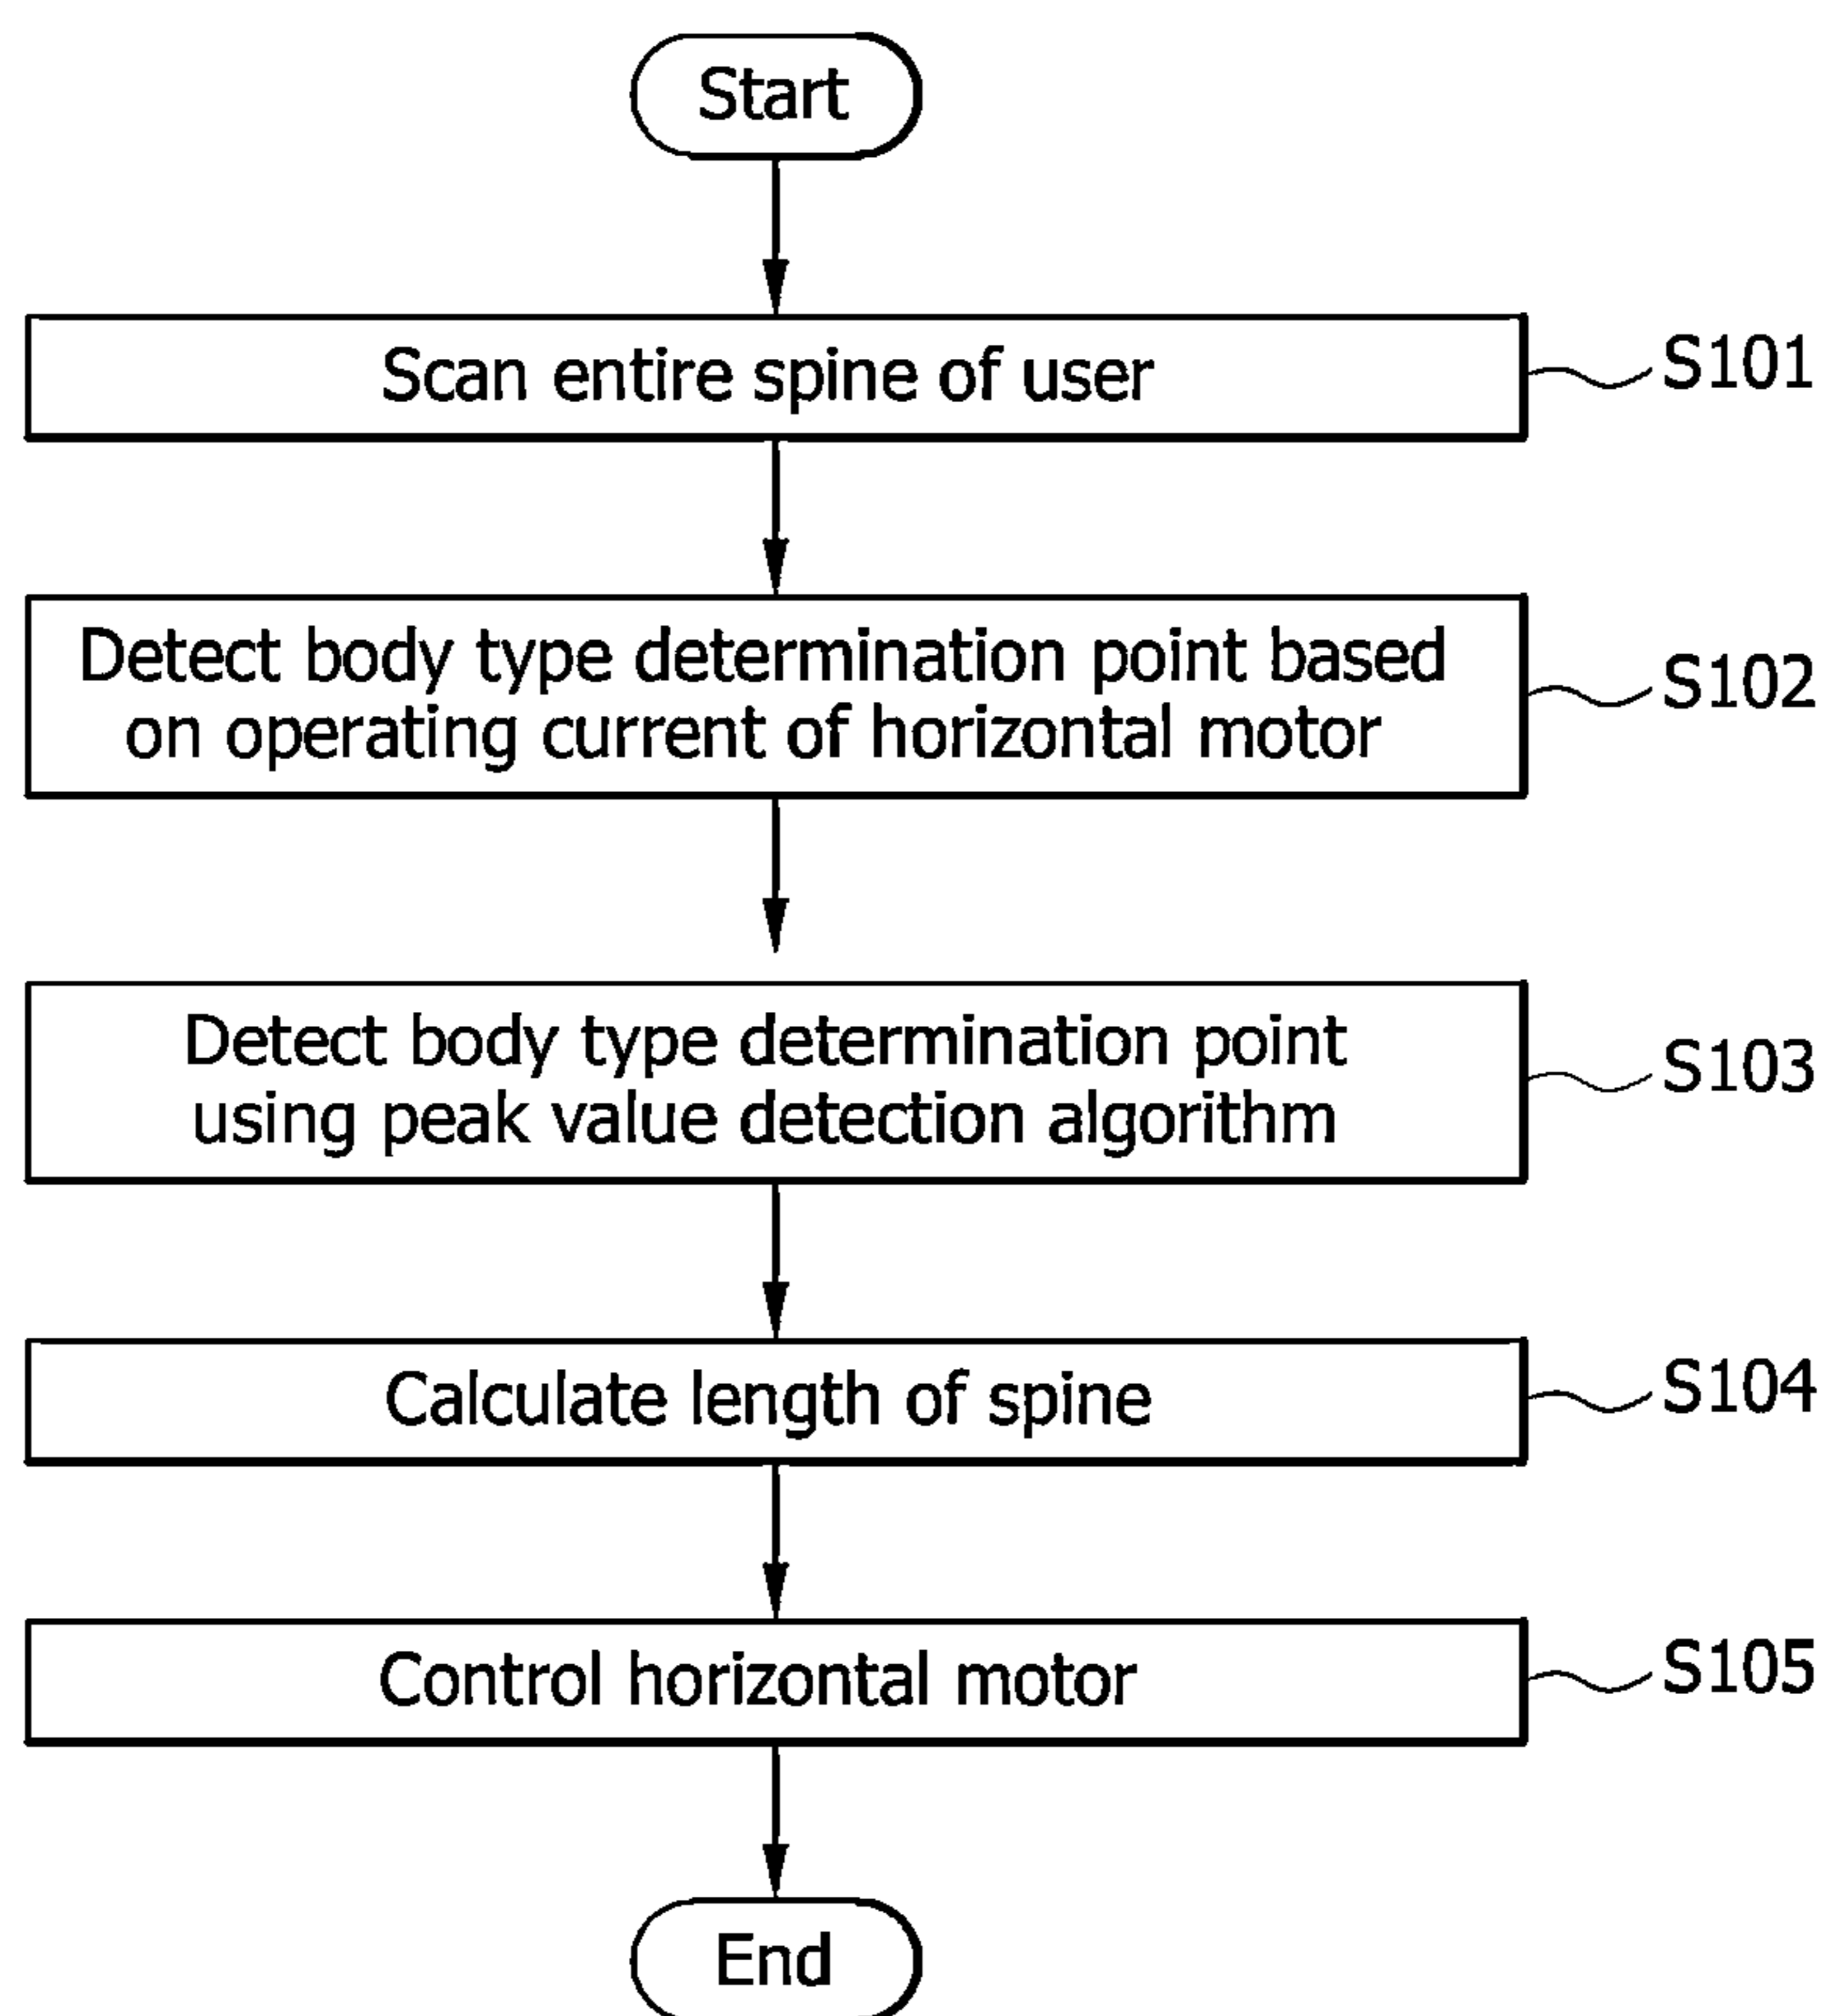 Start
Scan entire spine of user
S101
Detect body type determination point based
on operating current of horizontal motor
S102
Detect body type determination point
using peak value detection algorithm
S103
Calculate length of spine
S104
Control horizontal motor
S105
End